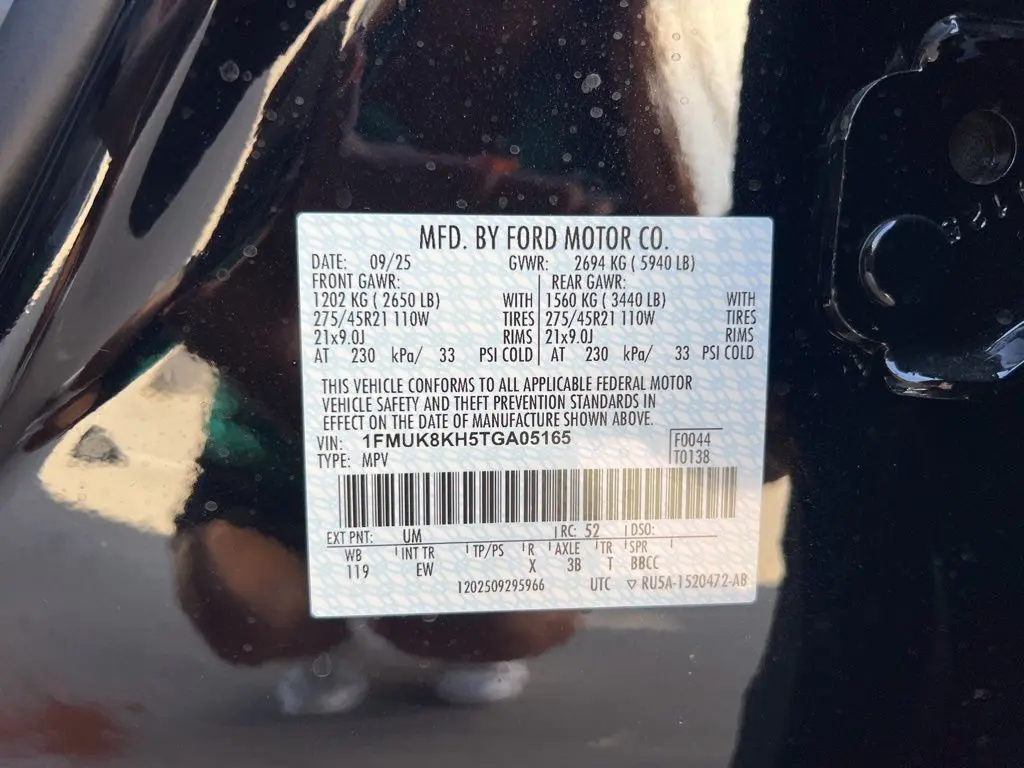 MFD. BY FORD MOTOR CO.
DATE: 09/25 GVWR: 2694 KG ( 5940 LB)
FRONT GAWR: REAR GAWR:
1202 KG ( 2650 LB) WITH 1560 KG ( 3440 LB) WITH
275/45R21 110W TIRES 275/45R21 110W TIRES
21x9.0J RIMS 21x9.0J RIMS
AT 230 kPa/ 33 PSI COLD AT 230 kPa/ 33 PSI COLD
THIS VEHICLE CONFORMS TO ALL APPLICABLE FEDERAL MOTOR
VEHICLE SAFETY AND THEFT PREVENTION STANDARDS IN
EFFECT ON THE DATE OF MANUFACTURE SHOWN ABOVE.
VIN: 1FMUK8KH5TGA05165 F0044
TYPE: MPV T0138
EXT PNT: UM RC: 52 DSO:
WB INT TR TP/PS R AXLE TR SPR
119 EW X 3B T BBCC
1202509295966 UTC ▽ RU5A-1520472-AB